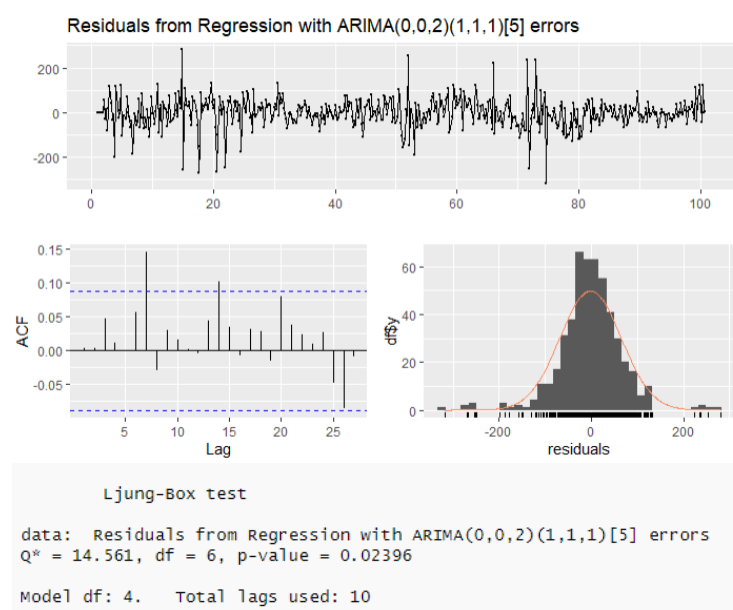 Residuals from Regression with ARIMA(0,0,2)(1,1,1)[5] errors
200
0
-200
0 20 40 60 80 100
0.15
0.10
0.05
0.00
-0.05
ACF
5 10 15 20 25
Lag
60
40
20
0
df$y
-200 0 200
residuals
Ljung-Box test
data: Residuals from Regression with ARIMA(0,0,2)(1,1,1)[5] errors
Q* = 14.561, df = 6, p-value = 0.02396
Model df: 4. Total lags used: 10